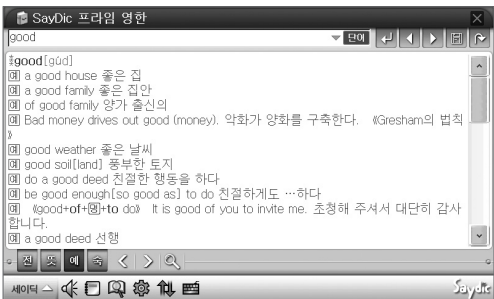 SayDic 프라임 영한
good
단어
‡good[gúd]
예 a good house 좋은 집
예 a good family 좋은 집안
예 of good family 양가 출신의
예 Bad money drives out good (money). 악화가 양화를 구축한다. 《Gresham의 법칙
》
예 good weather 좋은 날씨
예 good soil[land] 풍부한 토지
예 do a good deed 친절한 행동을 하다
예 be good enough[so good as] to do 친절하게도 …하다
예 《good+of+명+to do》 It is good of you to invite me. 초청해 주셔서 대단히 감사
합니다.
예 a good deed 선행
전 뜻 예 숙
세이딕 SayDic